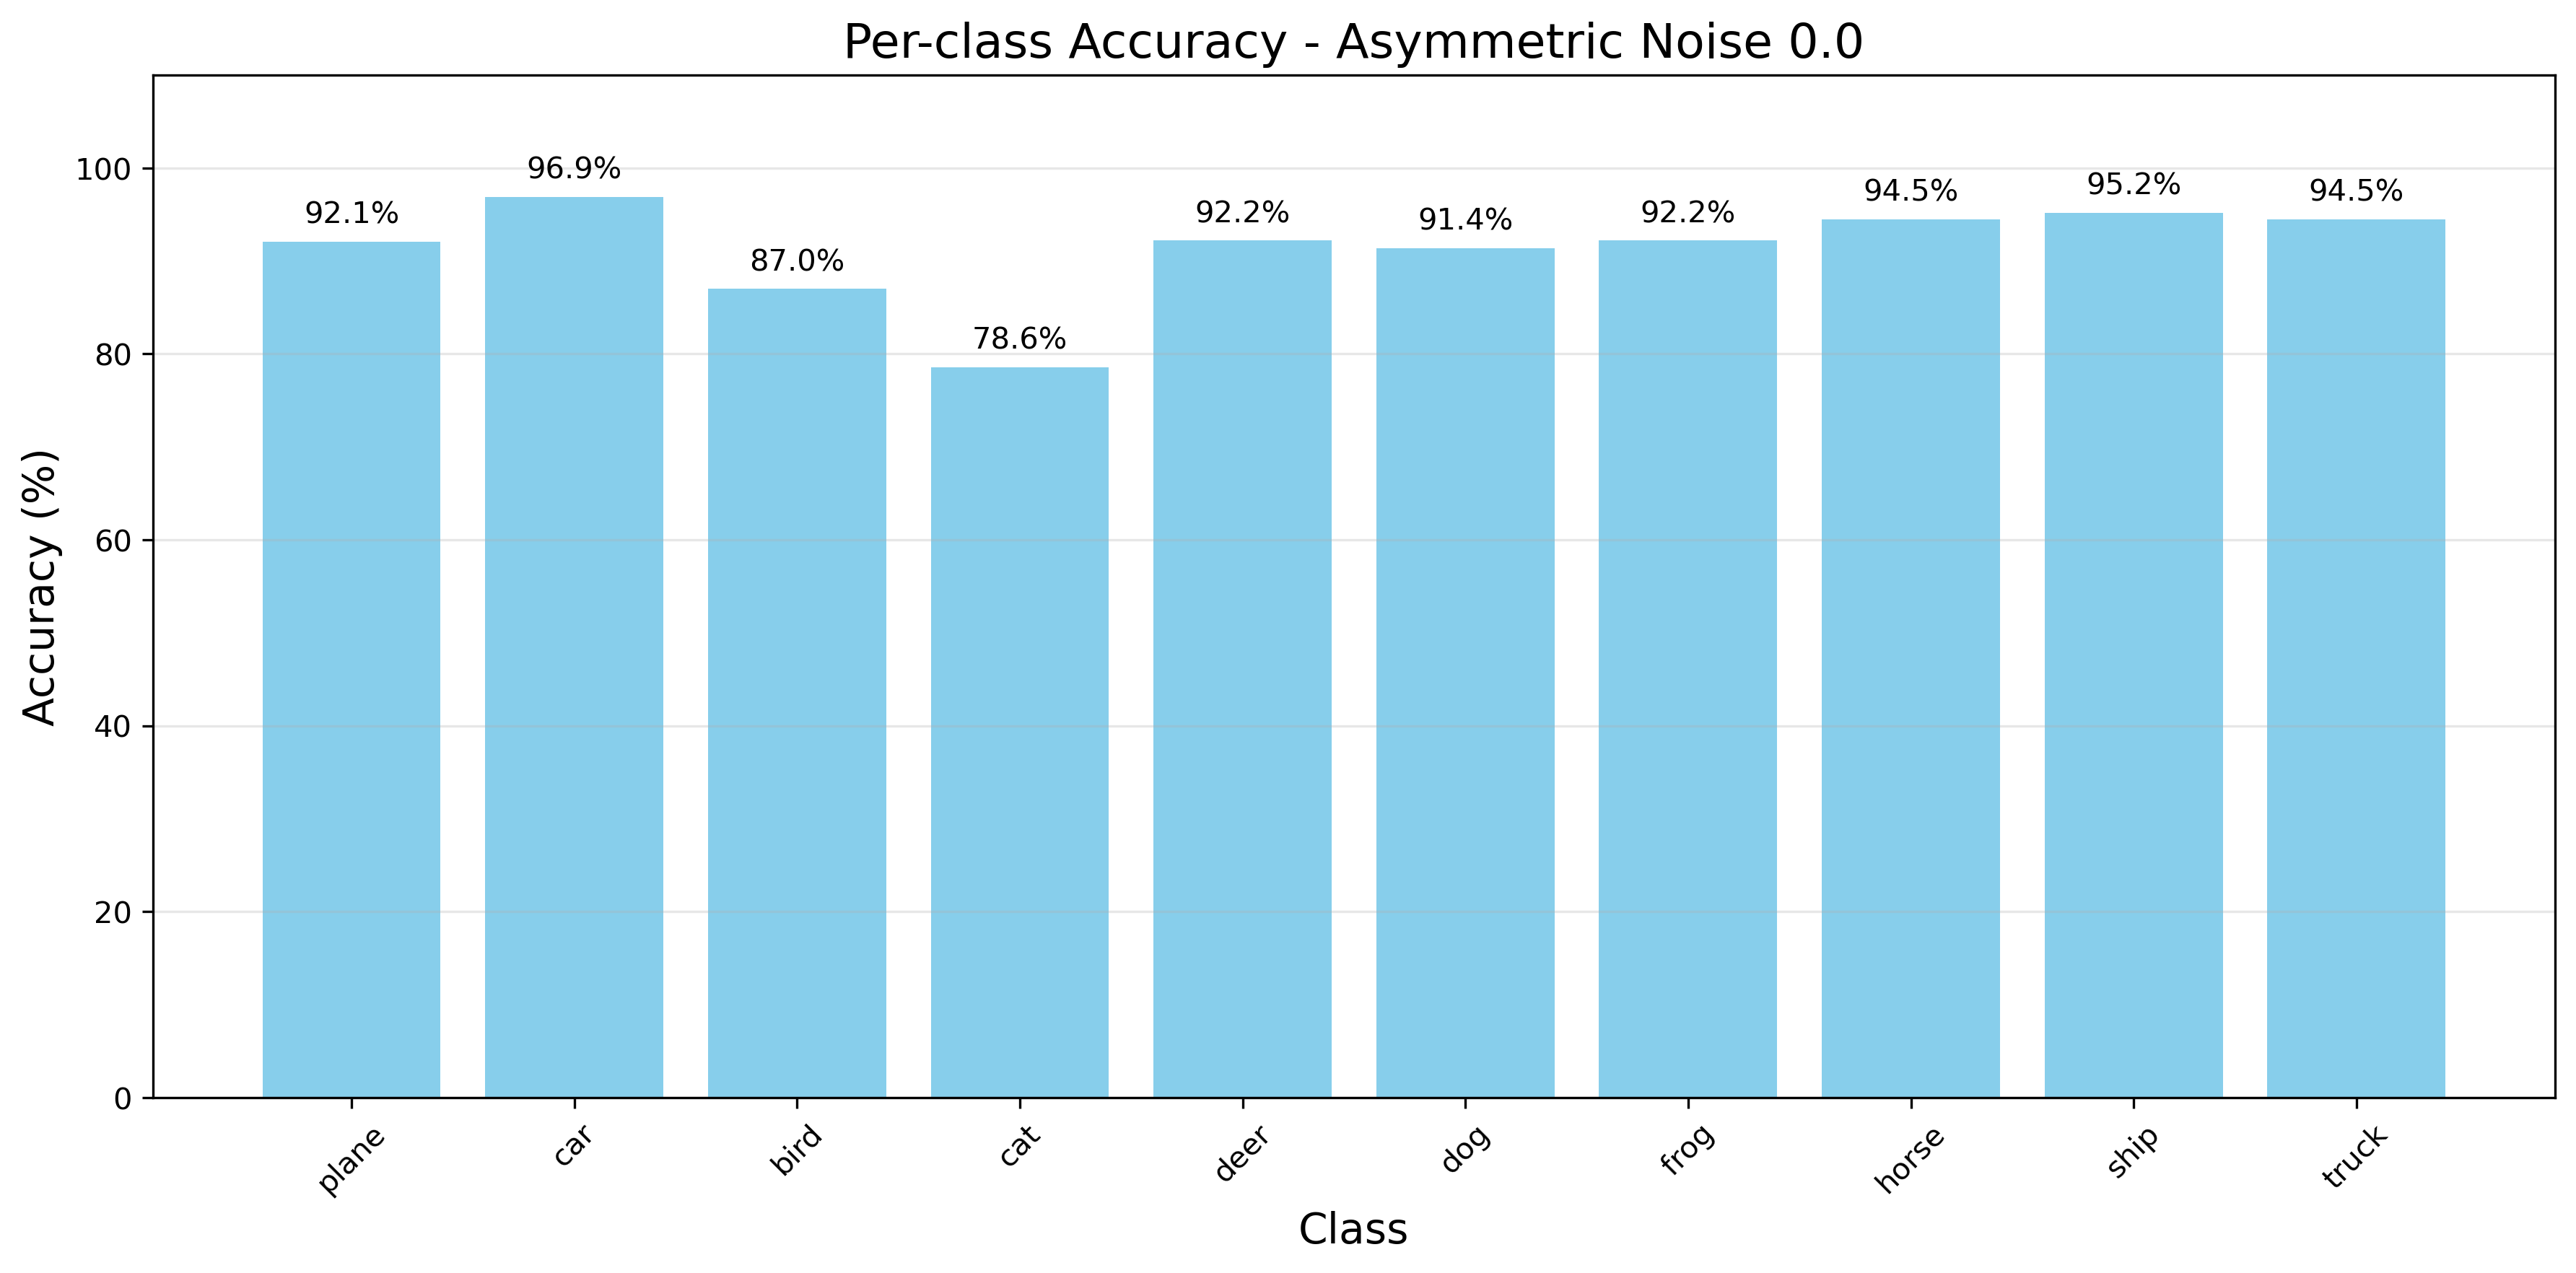 Per-class Accuracy - Asymmetric Noise 0.0
Accuracy (%)
100
80
60
40
20
0
92.1%
96.9%
87.0%
78.6%
92.2%
91.4%
92.2%
94.5%
95.2%
94.5%
plane
car
bird
cat
deer
dog
frog
horse
ship
truck
Class